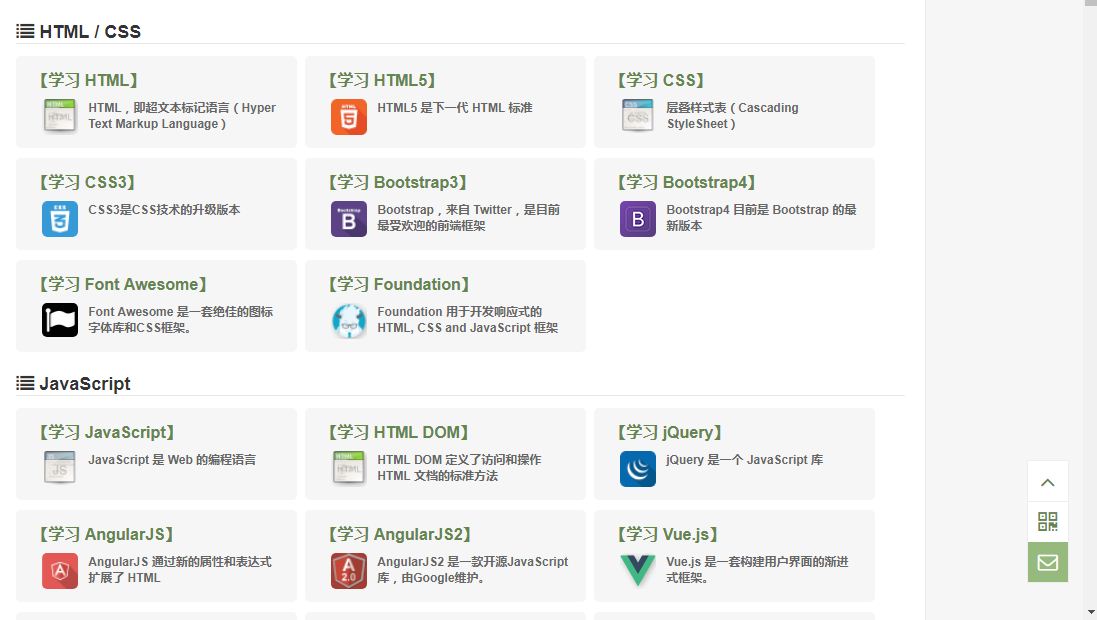 HTML / CSS
【学习 HTML】
HTML，即超文本标记语言（Hyper
Text Markup Language）
【学习 HTML5】
HTML5 是下一代 HTML 标准
【学习 CSS】
层叠样式表（Cascading
StyleSheet）
【学习 CSS3】
CSS3是CSS技术的升级版本
【学习 Bootstrap3】
Bootstrap，来自 Twitter，是目前
最受欢迎的前端框架
【学习 Bootstrap4】
Bootstrap4 目前是 Bootstrap 的最
新版本
【学习 Font Awesome】
Font Awesome 是一套绝佳的图标
字体库和CSS框架。
【学习 Foundation】
Foundation 用于开发响应式的
HTML, CSS and JavaScript 框架
JavaScript
【学习 JavaScript】
JavaScript 是 Web 的编程语言
【学习 HTML DOM】
HTML DOM 定义了访问和操作
HTML 文档的标准方法
【学习 jQuery】
jQuery 是一个 JavaScript 库
【学习 AngularJS】
AngularJS 通过新的属性和表达式
扩展了 HTML
【学习 AngularJS2】
AngularJS2 是一款开源JavaScript
库，由Google维护。
【学习 Vue.js】
Vue.js 是一套构建用户界面的渐进
式框架。